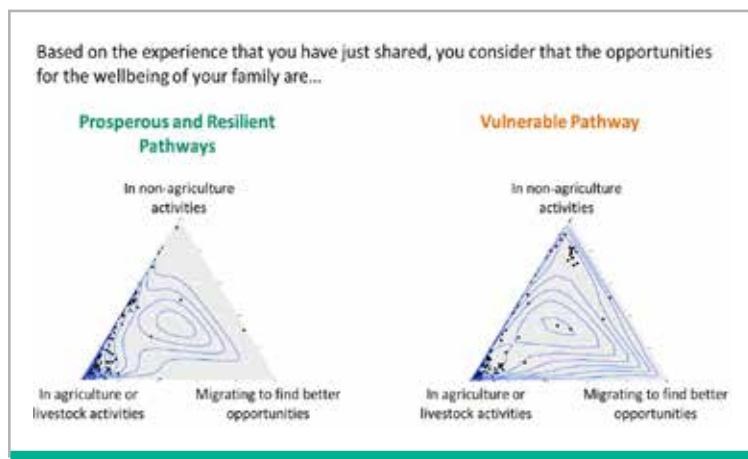 Based on the experience that you have just shared, you consider that the opportunities
for the wellbeing of your family are...
Prosperous and Resilient
Pathways
In non-agriculture
activities
In agriculture or
livestock activities
Migrating to find better
opportunities
Vulnerable Pathway
In non-agriculture
activities
In agriculture or
livestock activities
Migrating to find better
opportunities